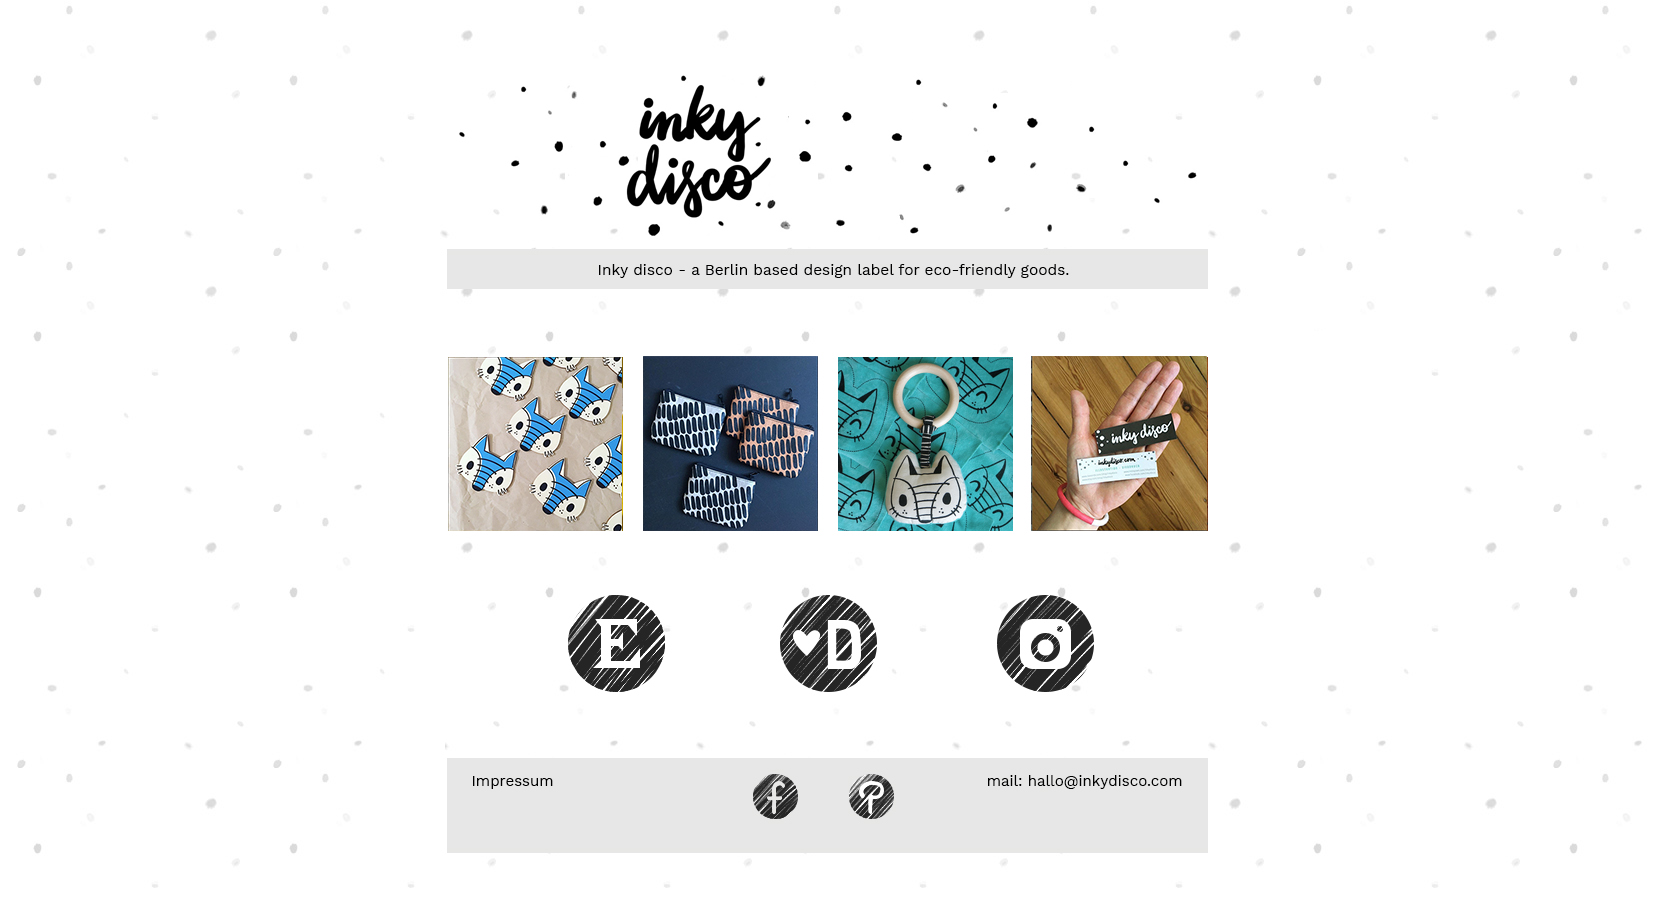 inky
disco
Inky disco - a Berlin based design label for eco-friendly goods.
inky disco
inkydisco.com
E
D
Impressum
mail: hallo@inkydisco.com